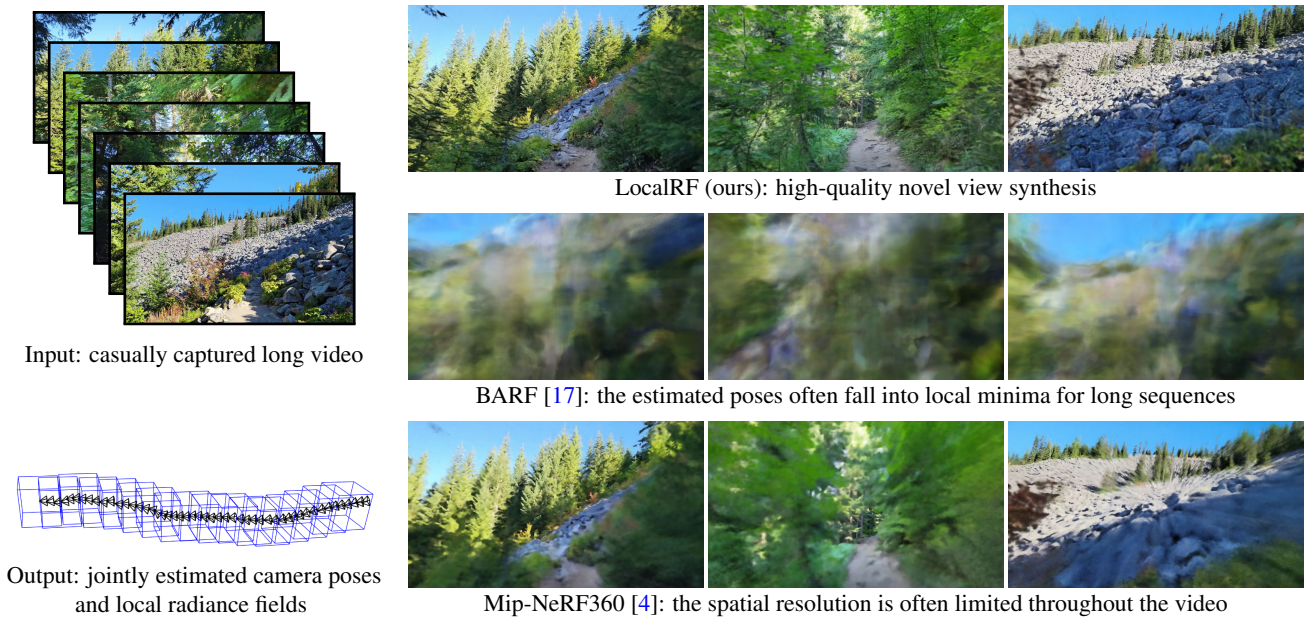 Input: casually captured long video
Output: jointly estimated camera poses
and local radiance fields
LocalRF (ours): high-quality novel view synthesis
BARF [17]: the estimated poses often fall into local minima for long sequences
Mip-NeRF360 [4]: the spatial resolution is often limited throughout the video